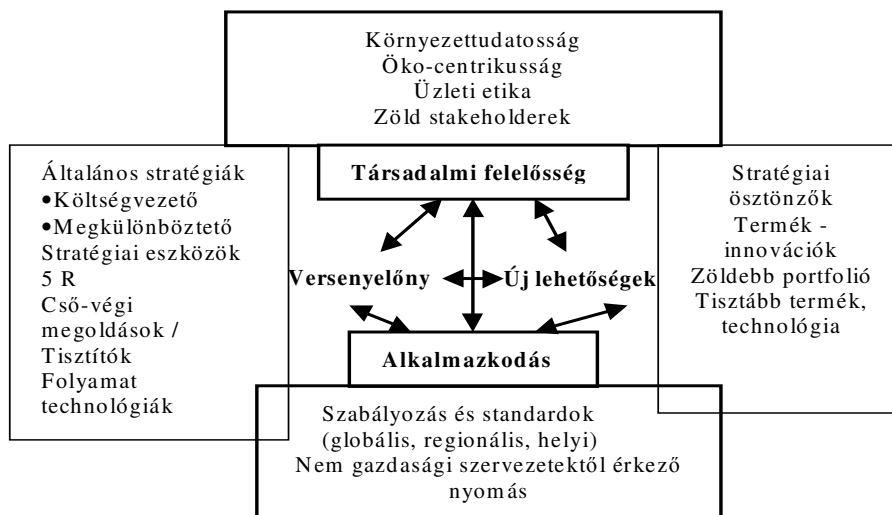 Környezettudatosság
Öko-centrikusság
Üzleti etika
Zöld stakeholderek
Társadalmi felelősség
Általános stratégiák
•Költségvezető
•Megkülönböztető
Stratégiai eszközök
5 R
Cső-végi
megoldások /
Tisztítók
Folyamat
technológiák
Versenyelőny
Új lehetőségek
Stratégiai
ösztönzők
Termék -
innovációk
Zöldebb portfolió
Tisztább termék,
technológia
Alkalmazkodás
Szabályozás és standardok
(globális, regionális, helyi)
Nem gazdasági szervezetektől érkező
nyomás